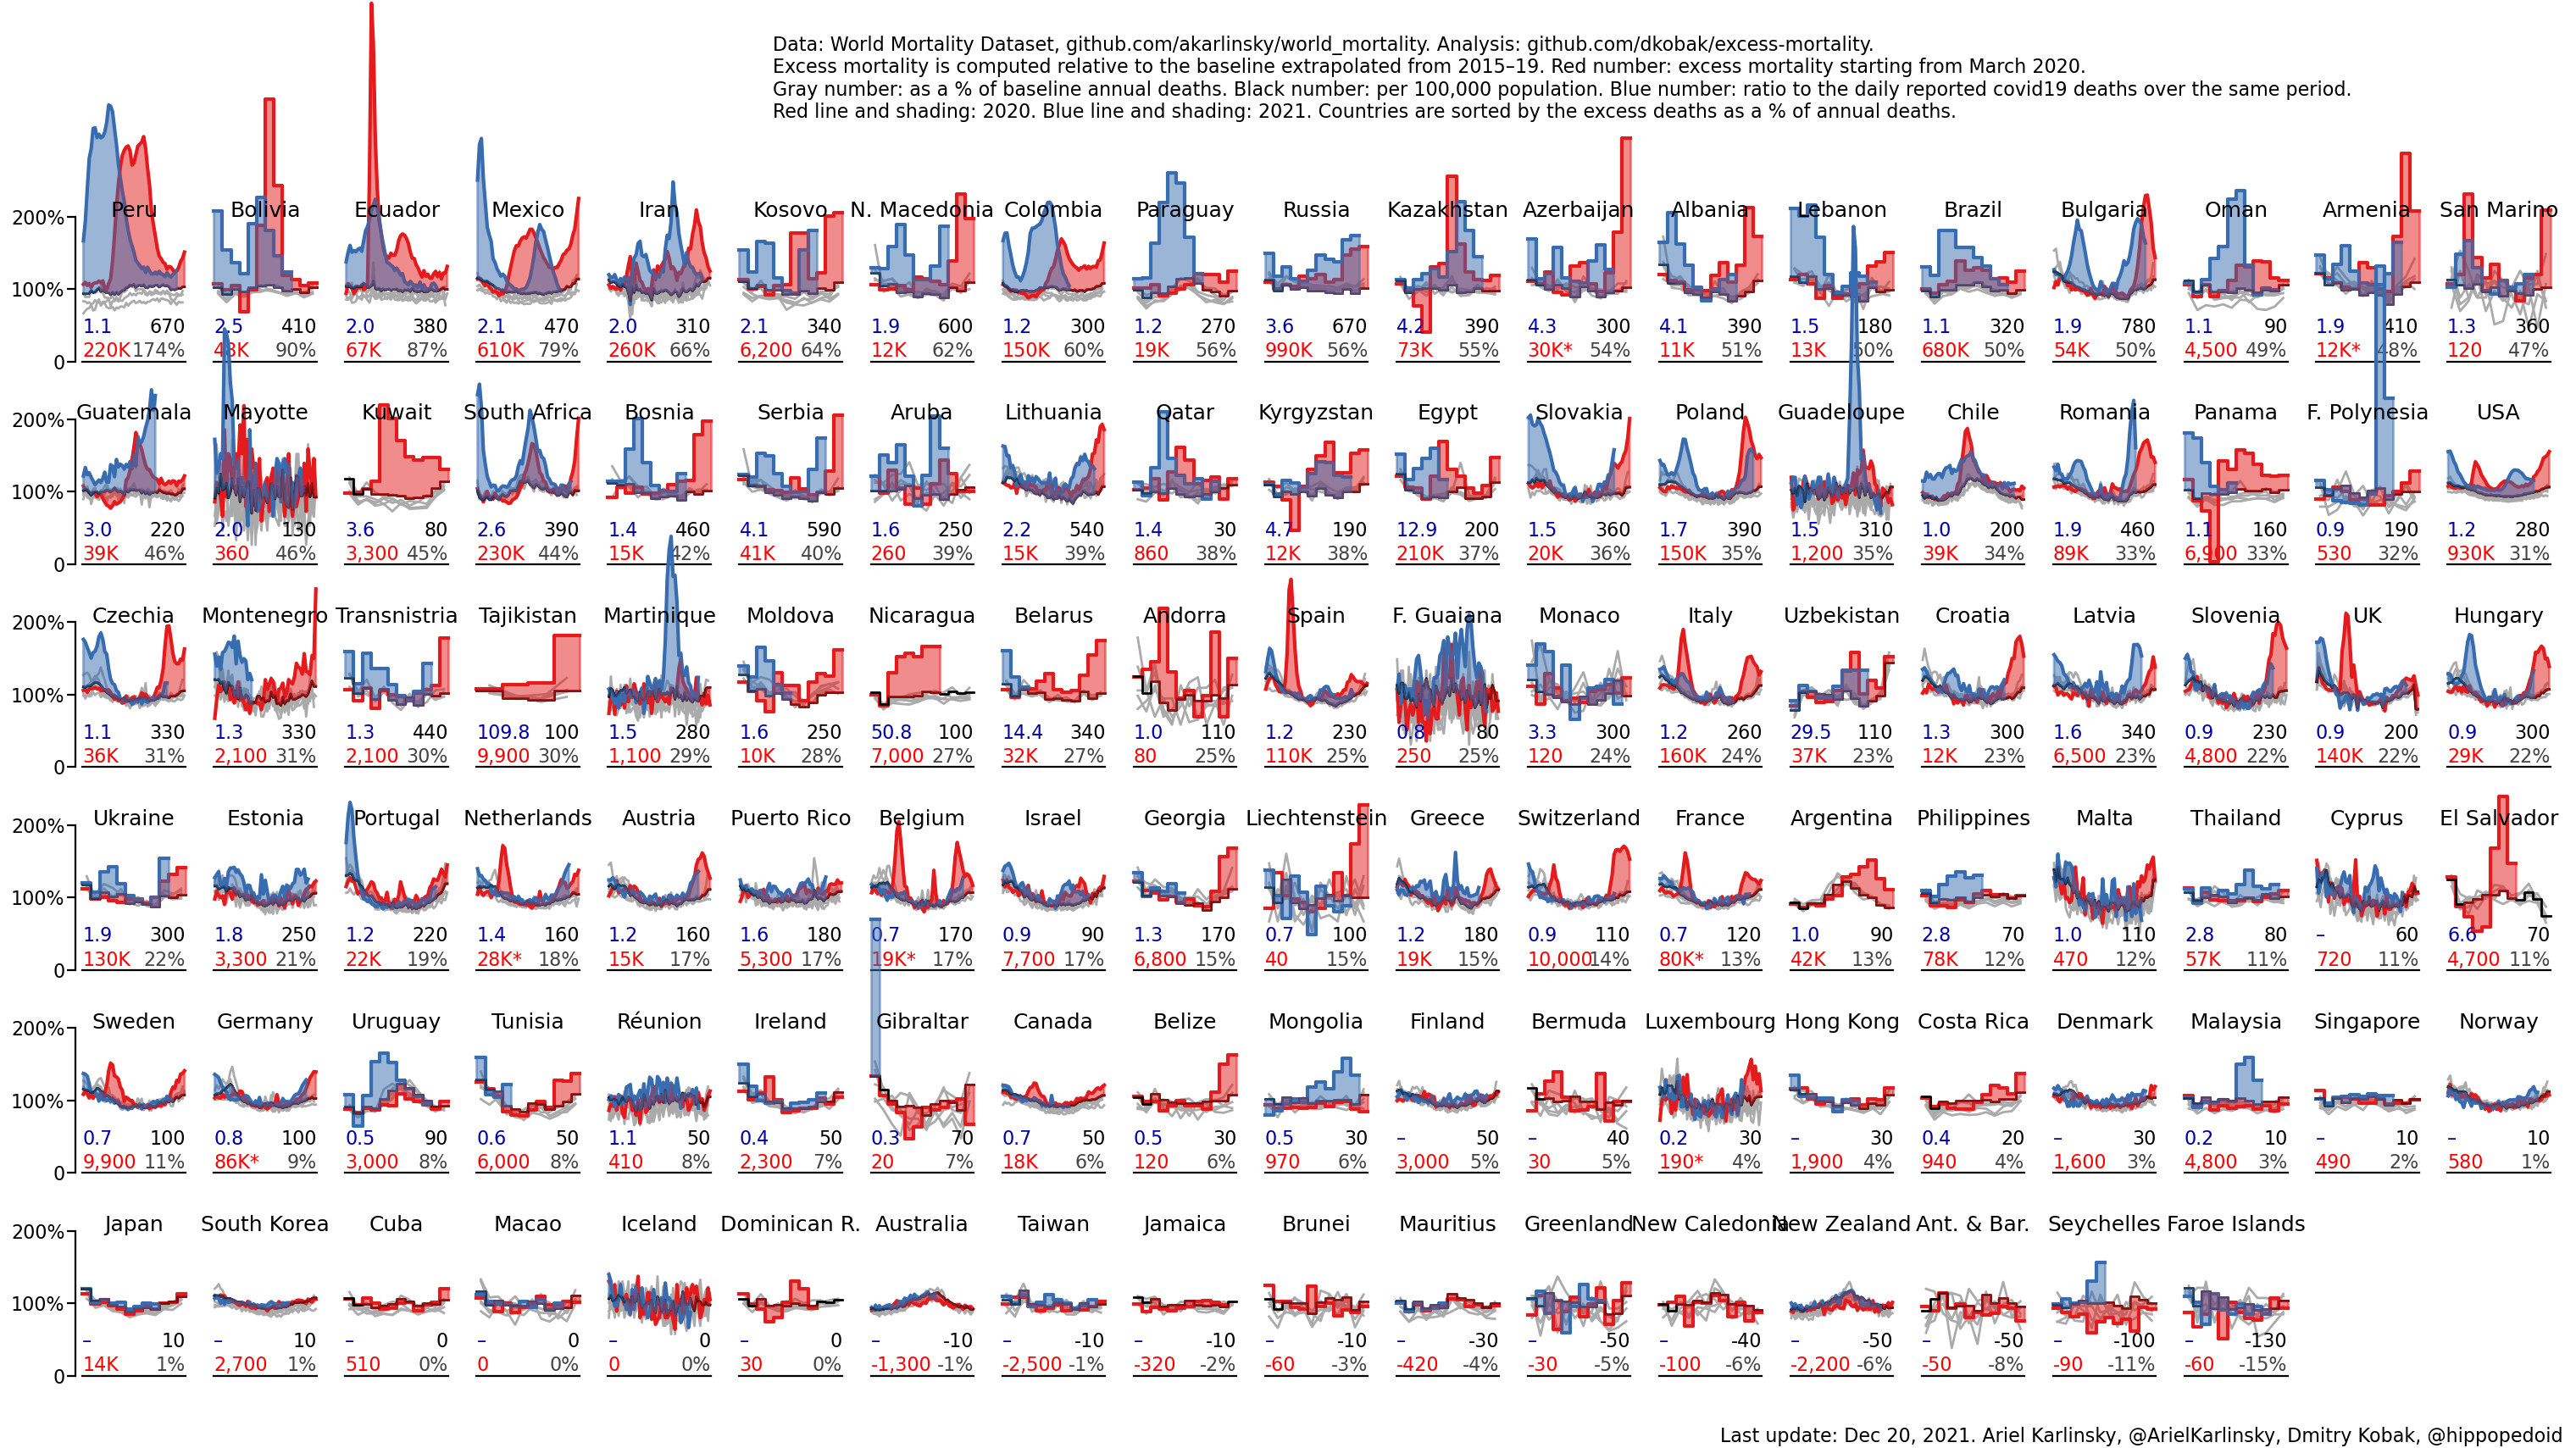 Data: World Mortality Dataset, github.com/akarlinsky/world_mortality. Analysis: github.com/dkobak/excess-mortality.
Excess mortality is computed relative to the baseline extrapolated from 2015–19. Red number: excess mortality starting from March 2020.
Gray number: as a % of baseline annual deaths. Black number: per 100,000 population. Blue number: ratio to the daily reported covid19 deaths over the same period.
Red line and shading: 2020. Blue line and shading: 2021. Countries are sorted by the excess deaths as a % of annual deaths.
200% Peru Bolivia Ecuador Mexico Iran Kosovo N. Macedonia Colombia Paraguay Russia Kazakhstan Azerbaijan Albania Lebanon Brazil Bulgaria Oman Armenia San Marino
100%
1.1 670 2.5 410 2.0 380 2.1 470 2.0 310 2.1 340 1.9 600 1.2 300 1.2 270 3.6 670 4.2 390 4.3 300 4.1 390 1.5 180 1.1 320 1.9 780 1.1 90 1.9 410 1.3 360
220K 174% 48K 90% 67K 87% 610K 79% 260K 66% 6,200 64% 12K 62% 150K 60% 19K 56% 990K 56% 73K 55% 30K* 54% 11K 51% 13K 50% 680K 50% 54K 50% 4,500 49% 12K* 48% 120 47%
0
200% Guatemala Mayotte Kuwait South Africa Bosnia Serbia Aruba Lithuania Qatar Kyrgyzstan Egypt Slovakia Poland Guadeloupe Chile Romania Panama F. Polynesia USA
100%
3.0 220 2.0 130 3.6 80 2.6 390 1.4 460 4.1 590 1.6 250 2.2 540 1.4 30 4.7 190 12.9 200 1.5 360 1.7 390 1.5 310 1.0 200 1.9 460 1.1 160 0.9 190 1.2 280
39K 46% 360 46% 3,300 45% 230K 44% 15K 42% 41K 40% 260 39% 15K 39% 860 38% 12K 38% 210K 37% 20K 36% 150K 35% 1,200 35% 39K 34% 89K 33% 6,900 33% 530 32% 930K 31%
0
200% Czechia Montenegro Transnistria Tajikistan Martinique Moldova Nicaragua Belarus Andorra Spain F. Guaiana Monaco Italy Uzbekistan Croatia Latvia Slovenia UK Hungary
100%
1.1 330 1.3 330 1.3 440 109.8 100 1.5 280 1.6 250 50.8 100 14.4 340 1.0 110 1.2 230 0.8 80 3.3 300 1.2 260 29.5 110 1.3 300 1.6 340 0.9 230 0.9 200 0.9 300
36K 31% 2,100 31% 2,100 30% 9,900 30% 1,100 29% 10K 28% 7,000 27% 32K 27% 80 25% 110K 25% 250 25% 120 24% 160K 24% 37K 23% 12K 23% 6,500 23% 4,800 22% 140K 22% 29K 22%
0
200% Ukraine Estonia Portugal Netherlands Austria Puerto Rico Belgium Israel Georgia Liechtenstein Greece Switzerland France Argentina Philippines Malta Thailand Cyprus El Salvador
100%
1.9 300 1.8 250 1.2 220 1.4 160 1.2 160 1.6 180 0.7 170 0.9 90 1.3 170 0.7 100 1.2 180 0.9 110 0.7 120 1.0 90 2.8 70 1.0 110 2.8 80 – 60 6.6 70
130K 22% 3,300 21% 22K 19% 28K* 18% 15K 17% 5,300 17% 19K* 17% 7,700 17% 6,800 15% 40 15% 19K 15% 10,000 14% 80K* 13% 42K 13% 78K 12% 470 12% 57K 11% 720 11% 4,700 11%
0
200% Sweden Germany Uruguay Tunisia Réunion Ireland Gibraltar Canada Belize Mongolia Finland Bermuda Luxembourg Hong Kong Costa Rica Denmark Malaysia Singapore Norway
100%
0.7 100 0.8 100 0.5 90 0.6 50 1.1 50 0.4 50 0.3 70 0.7 50 0.5 30 0.5 30 – 50 – 40 0.2 30 – 30 0.4 20 – 30 0.2 10 – 10 – 10
9,900 11% 86K* 9% 3,000 8% 6,000 8% 410 8% 2,300 7% 20 7% 18K 6% 120 6% 970 6% 3,000 5% 30 5% 190* 4% 1,900 4% 940 4% 1,600 3% 4,800 3% 490 2% 580 1%
0
200% Japan South Korea Cuba Macao Iceland Dominican R. Australia Taiwan Jamaica Brunei Mauritius Greenland New Caledonia New Zealand Ant. & Bar. Seychelles Faroe Islands
100%
– 10 – 10 – 0 – 0 – 0 – 0 – -10 – -10 – -10 – -10 – -30 – -50 – -40 – -50 – -50 – -100 – -130
14K 1% 2,700 1% 510 0% 0 0% 0 0% 30 0% -1,300 -1% -2,500 -1% -320 -2% -60 -3% -420 -4% -30 -5% -100 -6% -2,200 -6% -50 -8% -90 -11% -60 -15%
0
Last update: Dec 20, 2021. Ariel Karlinsky, @ArielKarlinsky, Dmitry Kobak, @hippopedoid